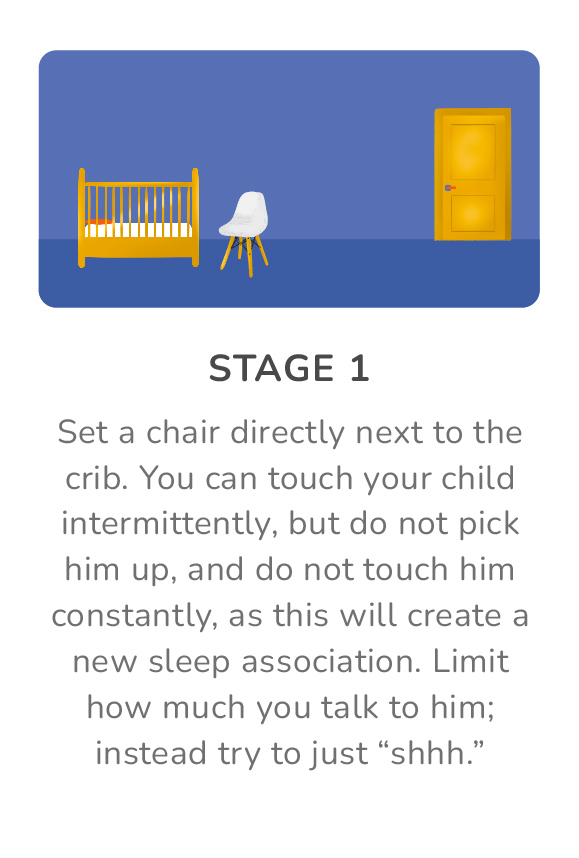 STAGE 1
Set a chair directly next to the
crib. You can touch your child
intermittently, but do not pick
him up, and do not touch him
constantly, as this will create a
new sleep association. Limit
how much you talk to him;
instead try to just “shhh.”